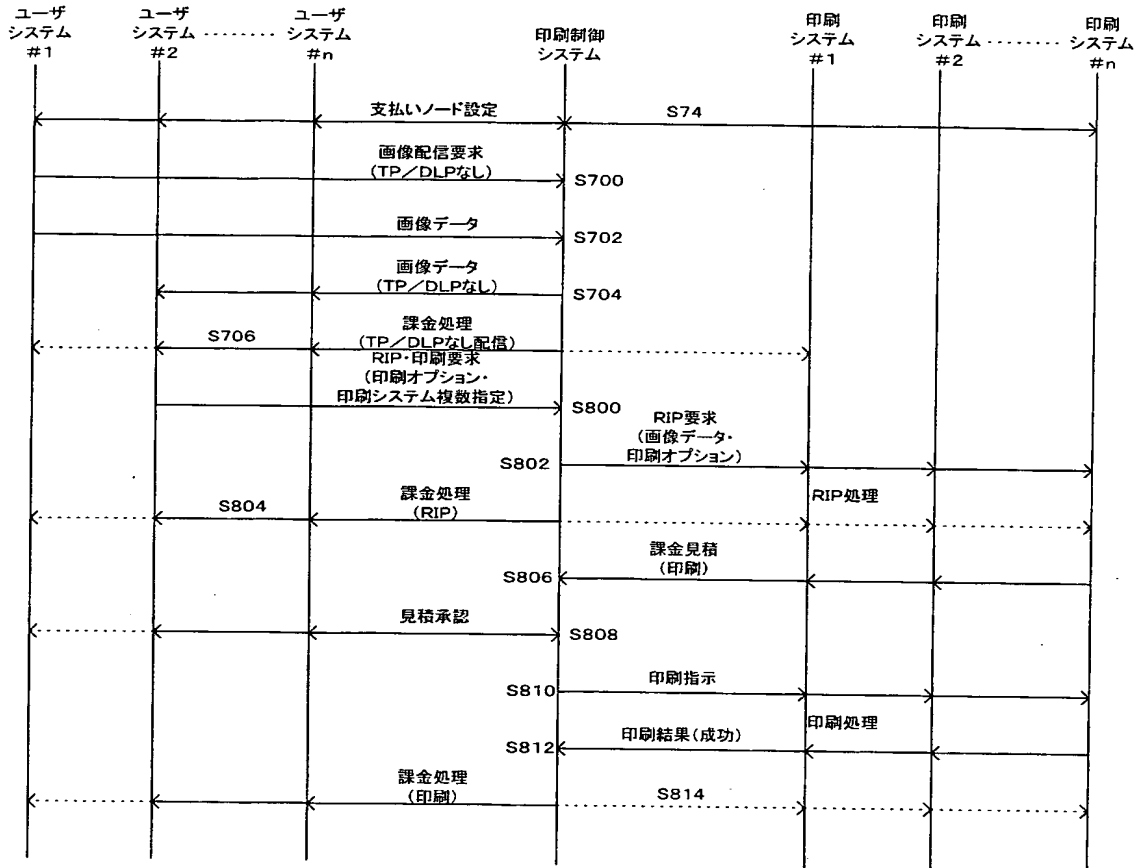 ユーザ
システム
#1
ユーザ
システム
#2
ユーザ
システム
#n
印刷制御
システム
印刷
システム
#1
印刷
システム
#2
印刷
システム
#n
支払いノード設定
S74
画像配信要求
(TP/DLPなし)
S700
画像データ
S702
画像データ
(TP/DLPなし)
S704
S706
課金処理
(TP/DLPなし配信)
RIP・印刷要求
(印刷オプション・
印刷システム複数指定)
S800
RIP要求
(画像データ・
印刷オプション)
S802
S804
課金処理
(RIP)
RIP処理
課金見積
(印刷)
S806
見積承認
S808
S810
印刷指示
印刷処理
S812
印刷結果(成功)
課金処理
(印刷)
S814